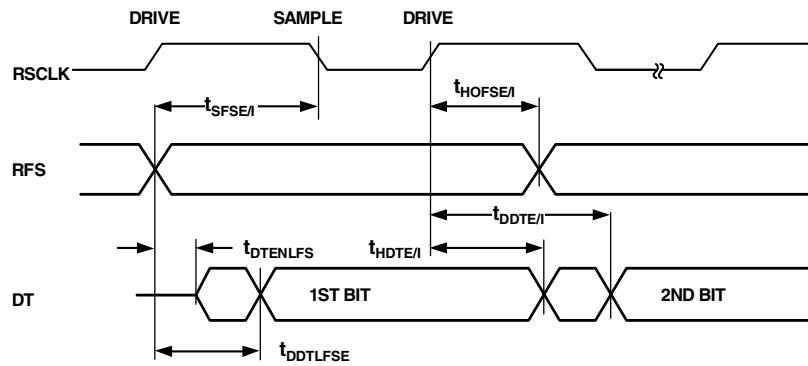 DRIVE SAMPLE DRIVE
RSCLK
tSFSE/I tHOFSE/I
RFS
tDDTE/I
tDTENLFS tHDTE/I
DT 1ST BIT 2ND BIT
tDDTLFSE